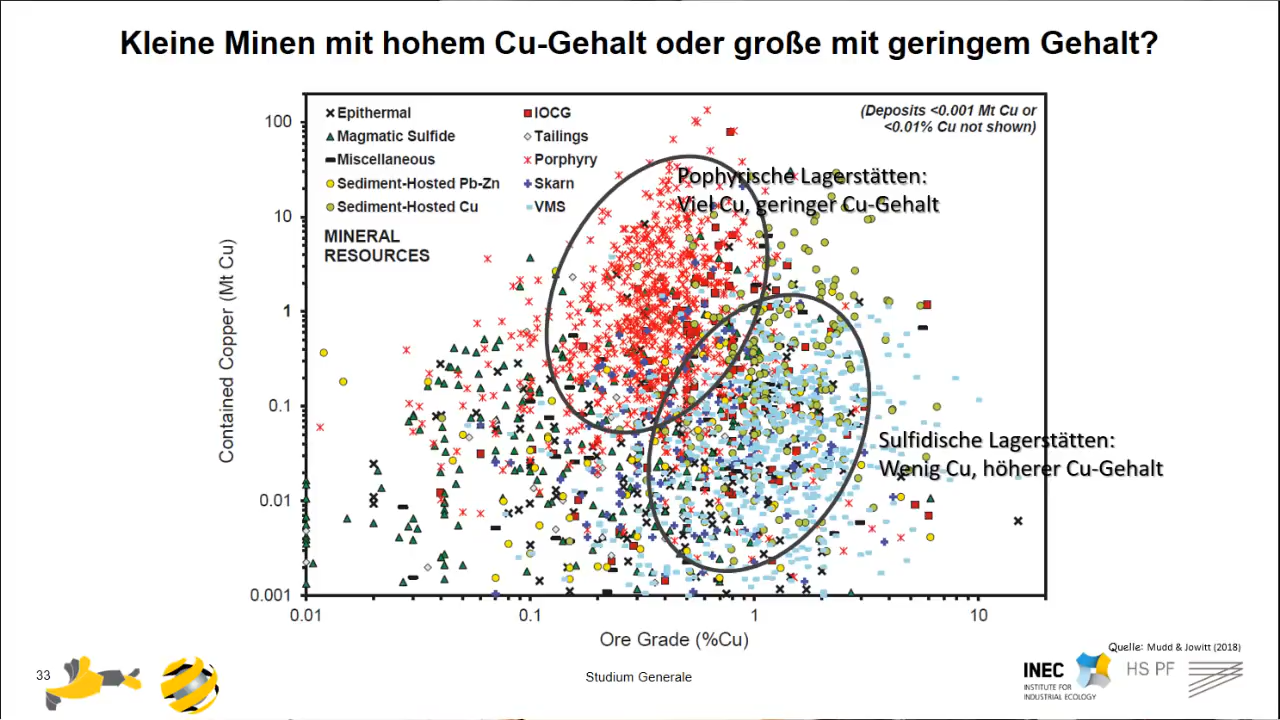 Kleine Minen mit hohem Cu-Gehalt oder große mit geringem Gehalt?
Epithermal
Magmatic Sulfide
Miscellaneous
Sediment-Hosted Pb-Zn
Sediment-Hosted Cu
IOCG
Tailings
Porphyry
Skarn
VMS
MINERAL
RESOURCES
(Deposits <0.001 Mt Cu or
<0.01% Cu not shown)
Pophyrische Lagerstätten:
Viel Cu, geringer Cu-Gehalt
Sulfidische Lagerstätten:
Wenig Cu, höherer Cu-Gehalt
Contained Copper (Mt Cu)
100
10
1
0.1
0.01
0.001
0.01
0.1
1
10
Ore Grade (%Cu)
Quelle: Mudd & Jowitt (2018)
33
Studium Generale
INEC
INSTITUTE FOR
INDUSTRIAL ECOLOGY
HS PF